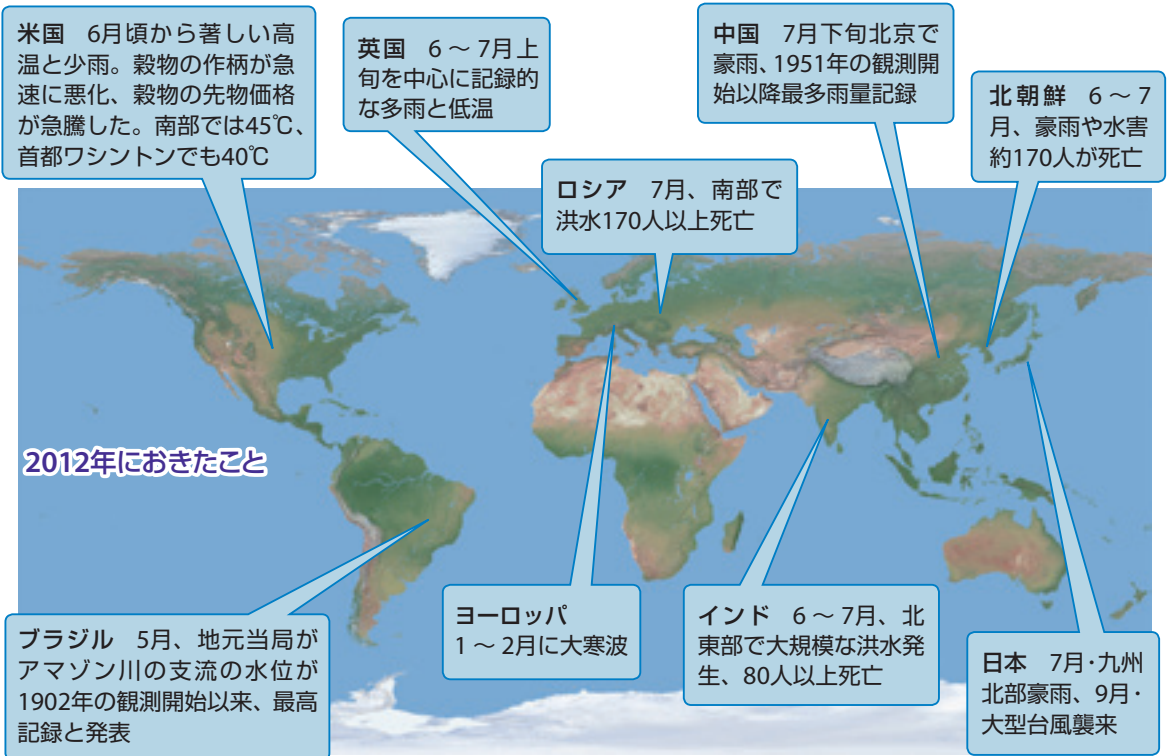 米国　6月頃から著しい高
温と少雨。穀物の作柄が急
速に悪化、穀物の先物価格
が急騰した。南部では45℃、
首都ワシントンでも40℃
英国　6～7月上
旬を中心に記録的
な多雨と低温
中国　7月下旬北京で
豪雨、1951年の観測開
始以降最多雨量記録
北朝鮮　6～7
月、豪雨や水害
約170人が死亡
ロシア　7月、南部で
洪水170人以上死亡
2012年におきたこと
ブラジル　5月、地元当局が
アマゾン川の支流の水位が
1902年の観測開始以来、最高
記録と発表
ヨーロッパ
1～2月に大寒波
インド　6～7月、北
東部で大規模な洪水発
生、80人以上死亡
日本　7月・九州
北部豪雨、9月・
大型台風襲来